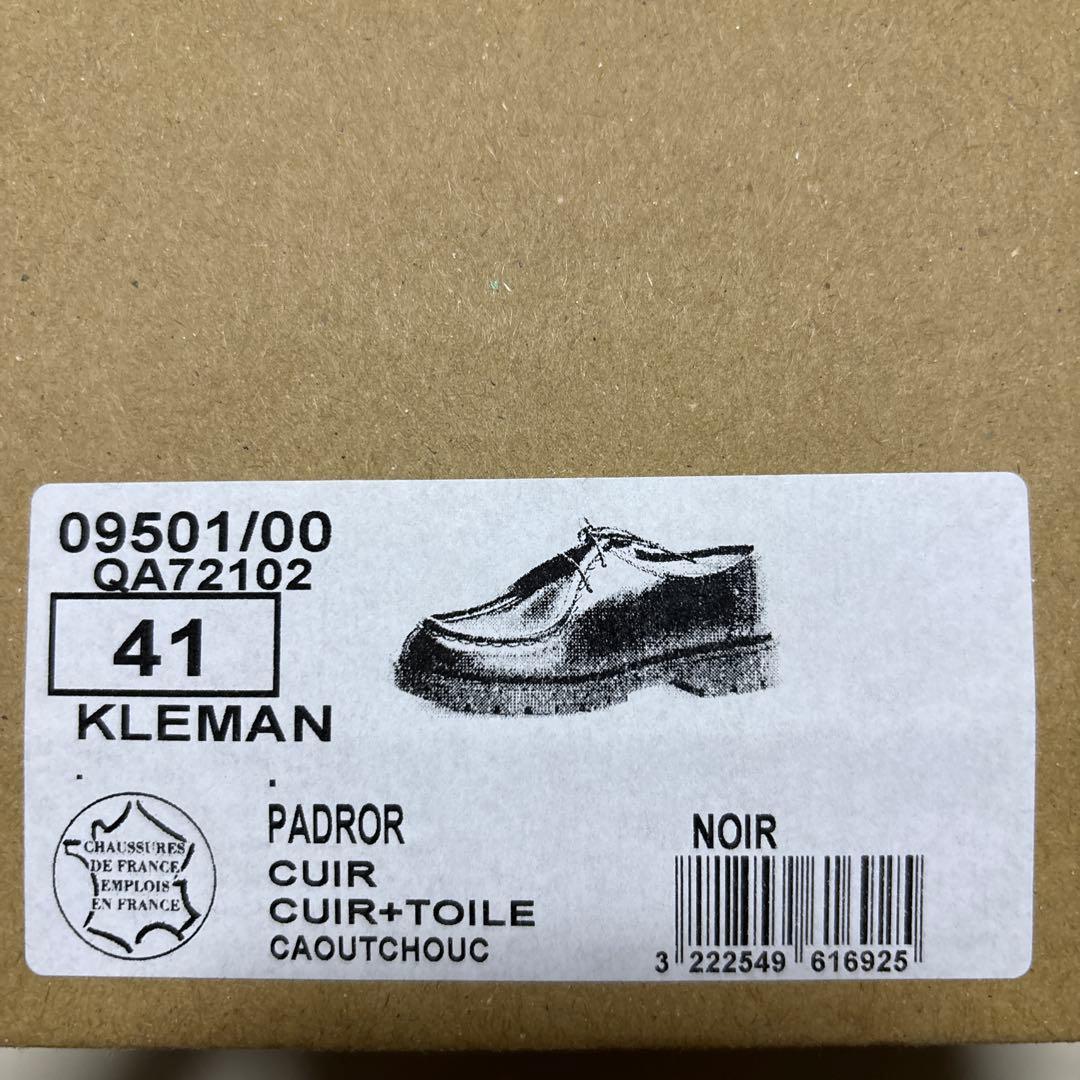 09501/00
QA72102
41
KLEMAN
CHAUSSURES
DE FRANCE
EMPLOIS
EN FRANCE
PADROR
CUIR
CUIR+TOILE
CAOUTCHOUC
NOIR
3 222549 616925